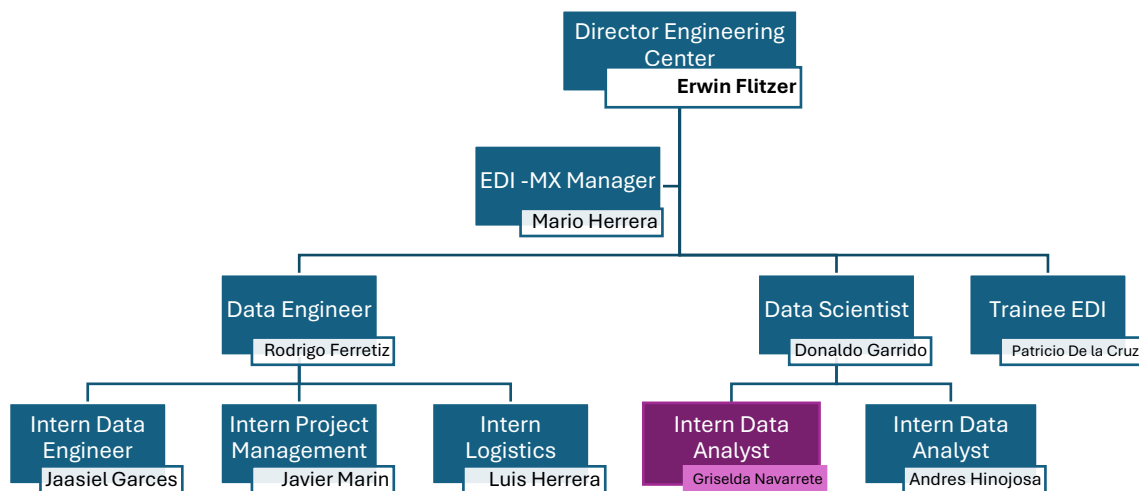 Director Engineering
Center
Erwin Flitzer
EDI -MX Manager
Mario Herrera
Data Engineer
Rodrigo Ferretiz
Data Scientist
Donaldo Garrido
Trainee EDI
Patricio De la Cruz
Intern Data
Engineer
Jaasiel Garces
Intern Project
Management
Javier Marin
Intern
Logistics
Luis Herrera
Intern Data
Analyst
Griselda Navarrete
Intern Data
Analyst
Andres Hinojosa